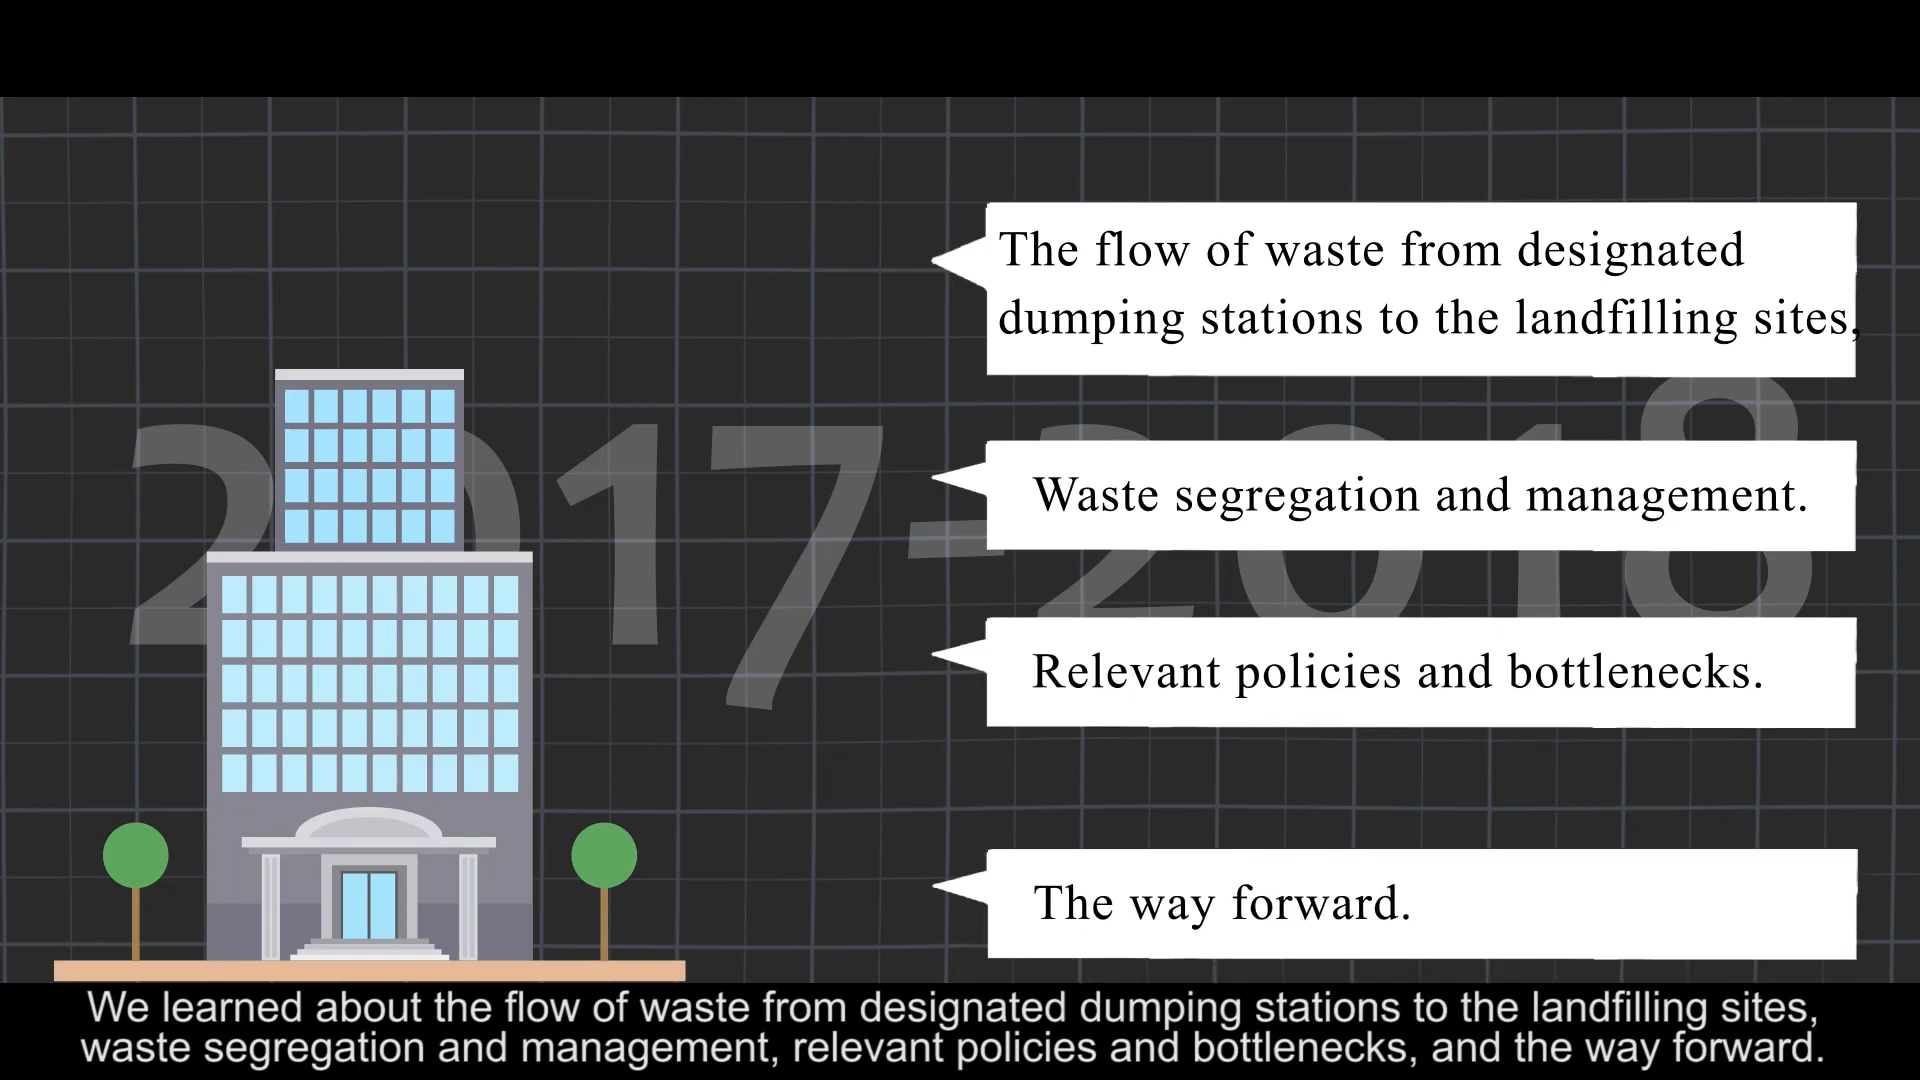 2017-2018
The flow of waste from designated
dumping stations to the landfilling sites,
Waste segregation and management.
Relevant policies and bottlenecks.
The way forward.
We learned about the flow of waste from designated dumping stations to the landfilling sites,
waste segregation and management, relevant policies and bottlenecks, and the way forward.